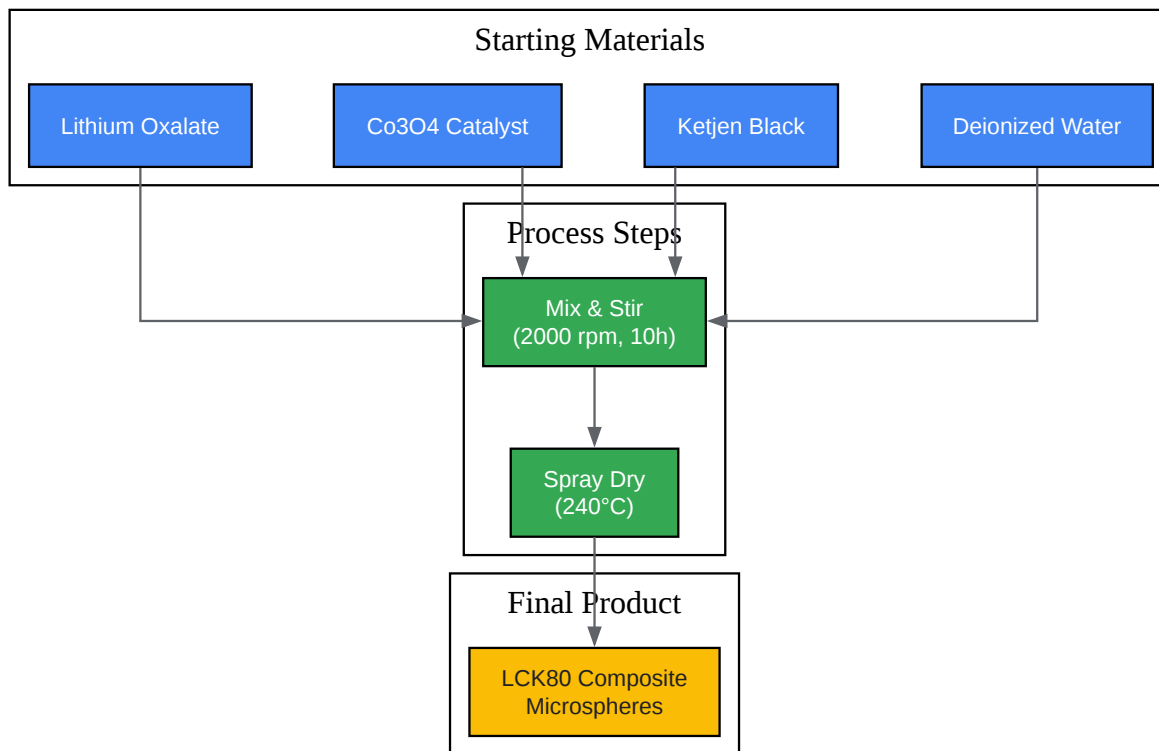 Starting Materials
Lithium Oxalate
Co3O4 Catalyst
Ketjen Black
Deionized Water
Process Steps
Mix & Stir
(2000 rpm, 10h)
Spray Dry
(240°C)
Final Product
LCK80 Composite
Microspheres